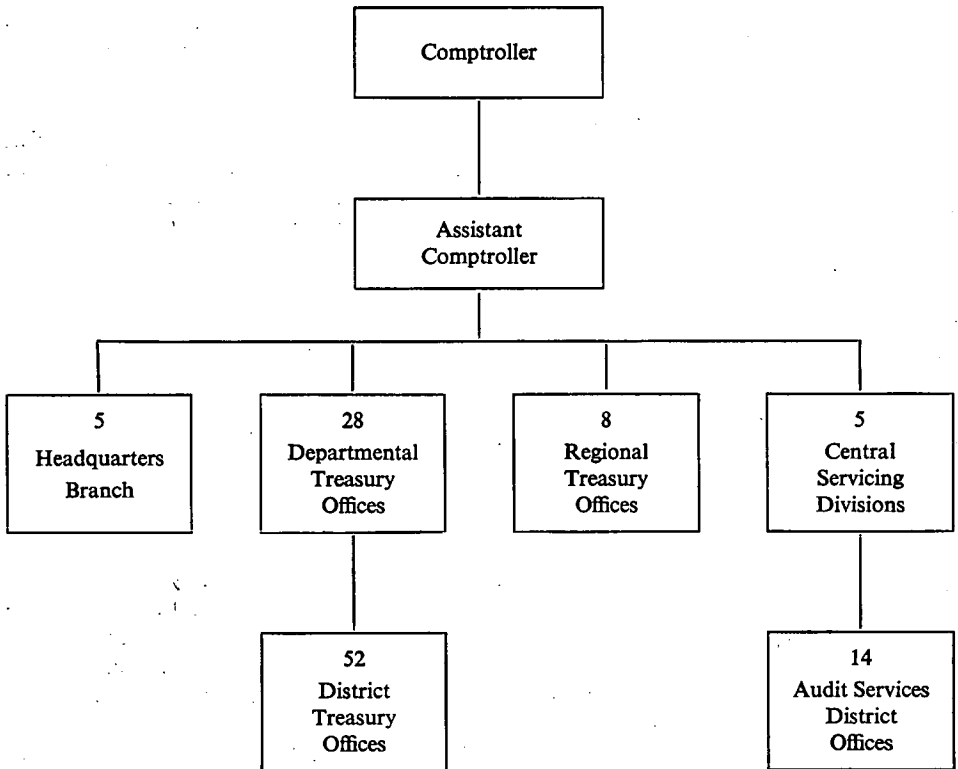 Comptroller
Assistant
Comptroller
5
Headquarters
Branch
28
Departmental
Treasury
Offices
8
Regional
Treasury
Offices
5
Central
Servicing
Divisions
52
District
Treasury
Offices
14
Audit Services
District
Offices